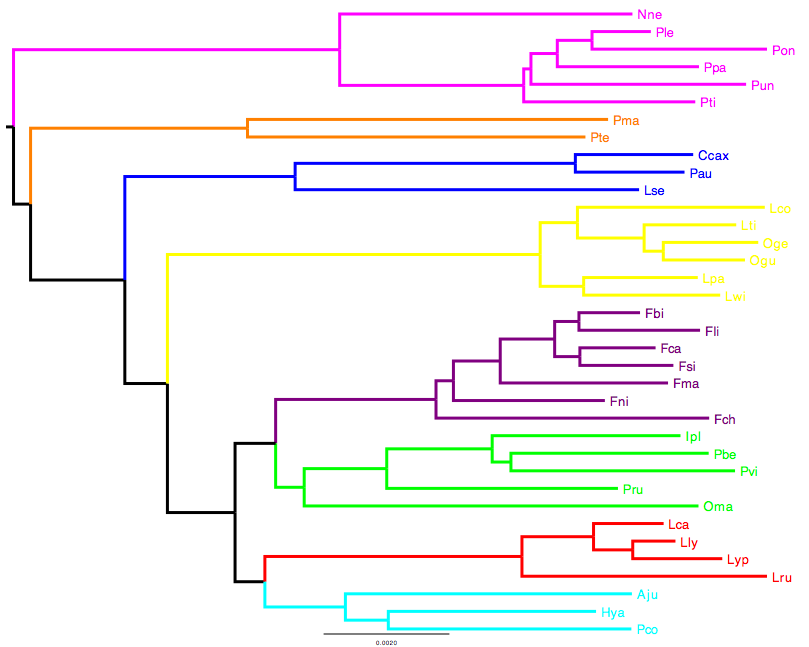 Nne
Ple
Pon
Ppa
Pun
Pti
Pma
Pte
Ccax
Pau
Lse
Lco
Lti
Oge
Ogu
Lpa
Lwi
Fbi
Fli
Fca
Fsi
Fma
Fni
Fch
Ipl
Pbe
Pvi
Pru
Oma
Lca
Lly
Lyp
Lru
Aju
Hya
Pco
0.0020